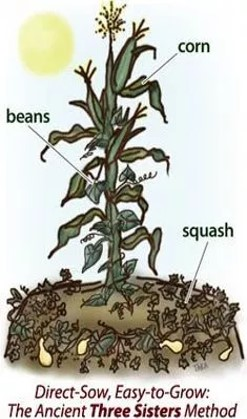 corn
beans
squash
Direct-Sow, Easy-to-Grow:
The Ancient Three Sisters Method